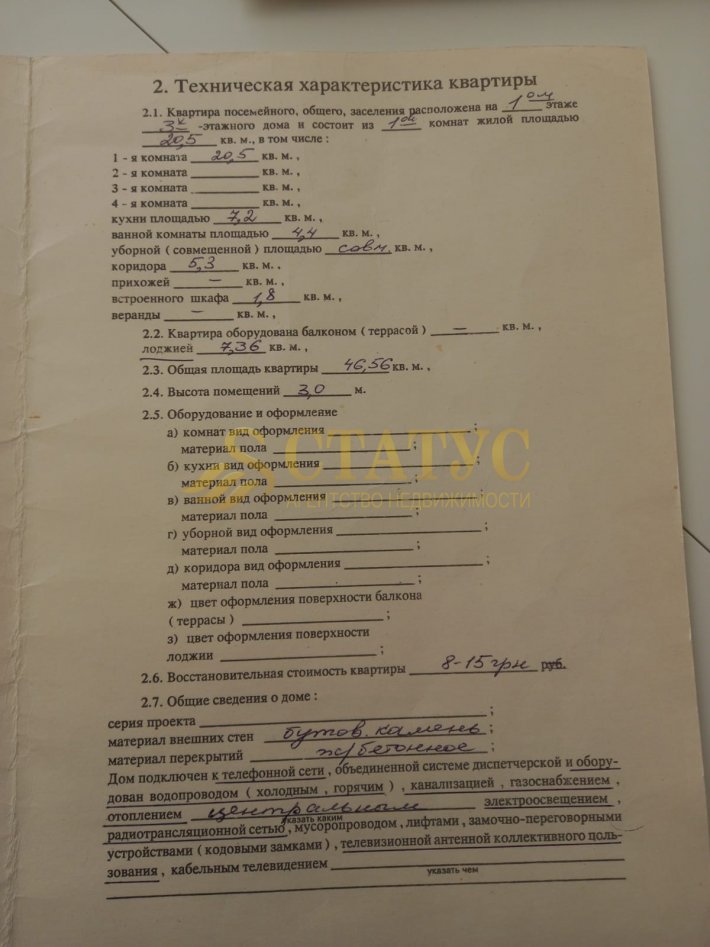 2. Техническая характеристика квартиры
2.1. Квартира посемейного, общего, заселения расположена на 1ом этаже
3х -этажного дома и состоит из 1ой комнат жилой площадью
20,5 кв. м., в том числе :
1 - я комната 20,5 кв. м. ,
2 - я комната кв. м. ,
3 - я комната кв. м. ,
4 - я комната кв. м. ,
кухни площадью 7,2 кв. м. ,
ванной комнаты площадью 4,4 кв. м. ,
уборной ( совмещенной ) площадью совм. кв. м. ,
коридора 5,3 кв. м. ,
прихожей — кв. м. ,
встроенного шкафа 1,8 кв. м. ,
веранды — кв. м. ,
2.2. Квартира оборудована балконом ( террасой ) — кв. м. ,
лоджией 7,36 кв. м. ,
2.3. Общая площадь квартиры 46,56 кв. м. ,
2.4. Высота помещений 3,0 м.
2.5. Оборудование и оформление
а) комнат вид оформления ;
материал пола ;
б) кухни вид оформления ;
материал пола ;
в) ванной вид оформления ;
материал пола ;
г) уборной вид оформления ;
материал пола ;
д) коридора вид оформления ;
материал пола ;
ж) цвет оформления поверхности балкона
( террасы ) ;
з) цвет оформления поверхности
лоджии ;
СТАТУС
АГЕНТСТВО НЕДВИЖИМОСТИ
2.6. Восстановительная стоимость квартиры 8-15 грн руб.
2.7. Общие сведения о доме :
серия проекта ;
материал внешних стен бутов. камень ;
материал перекрытий ж/бетонное ;
Дом подключен к телефонной сети , объединенной системе диспетчерской и обору-
дован водопроводом ( холодным , горячим ) , канализацией , газоснабжением ,
отоплением центральным электроосвещением ,
указать каким
радиотрансляционной сетью , мусоропроводом , лифтами , замочно-переговорными
устройствами ( кодовыми замками ) , телевизионной антенной коллективного поль-
зования , кабельным телевидением
указать чем